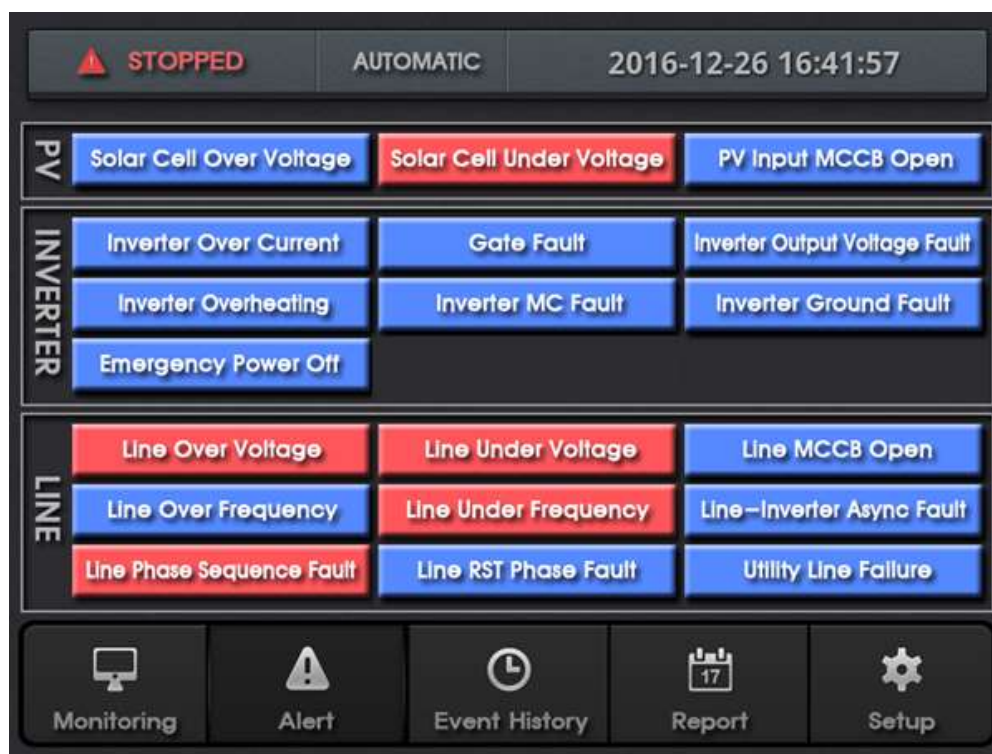 STOPPED AUTOMATIC 2016-12-26 16:41:57
PV
Solar Cell Over Voltage Solar Cell Under Voltage PV Input MCCB Open
INVERTER
Inverter Over Current Gate Fault Inverter Output Voltage Fault
Inverter Overheating Inverter MC Fault Inverter Ground Fault
Emergency Power Off
LINE
Line Over Voltage Line Under Voltage Line MCCB Open
Line Over Frequency Line Under Frequency Line-Inverter Async Fault
Line Phase Sequence Fault Line RST Phase Fault Utility Line Failure
17
Monitoring Alert Event History Report Setup